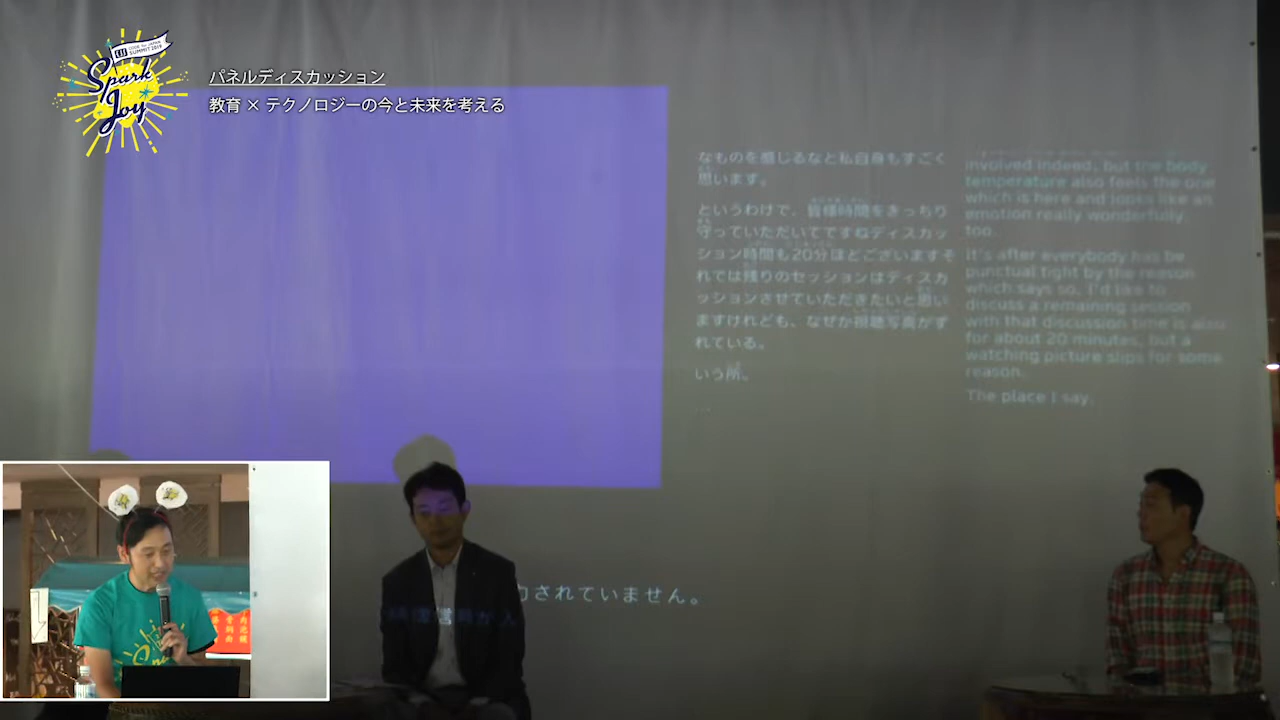 CODE for JAPAN
SUMMIT 2019
Spark
Joy
パネルディスカッション
教育 × テクノロジーの今と未来を考える
なものを感じるなと私自身もすごく
思います。
というわけで、皆様時間をきっちり
守っていただいてですねディスカッ
ション時間も20分ほどございますそ
れでは残りのセッションはディスカ
ッションさせていただきたいと思い
ますけれども、なぜか視聴写真がず
れている。
いう所。
involved indeed, but the body
temperature also feels the one
which is here and looks like an
emotion really wonderfully
too.
It's after everybody has be
punctual tight by the reason
which says so. I'd like to
discuss a remaining session
with that discussion time is also
for about 20 minutes, but a
watching picture slips for some
reason.
The place I say.
力されていません。